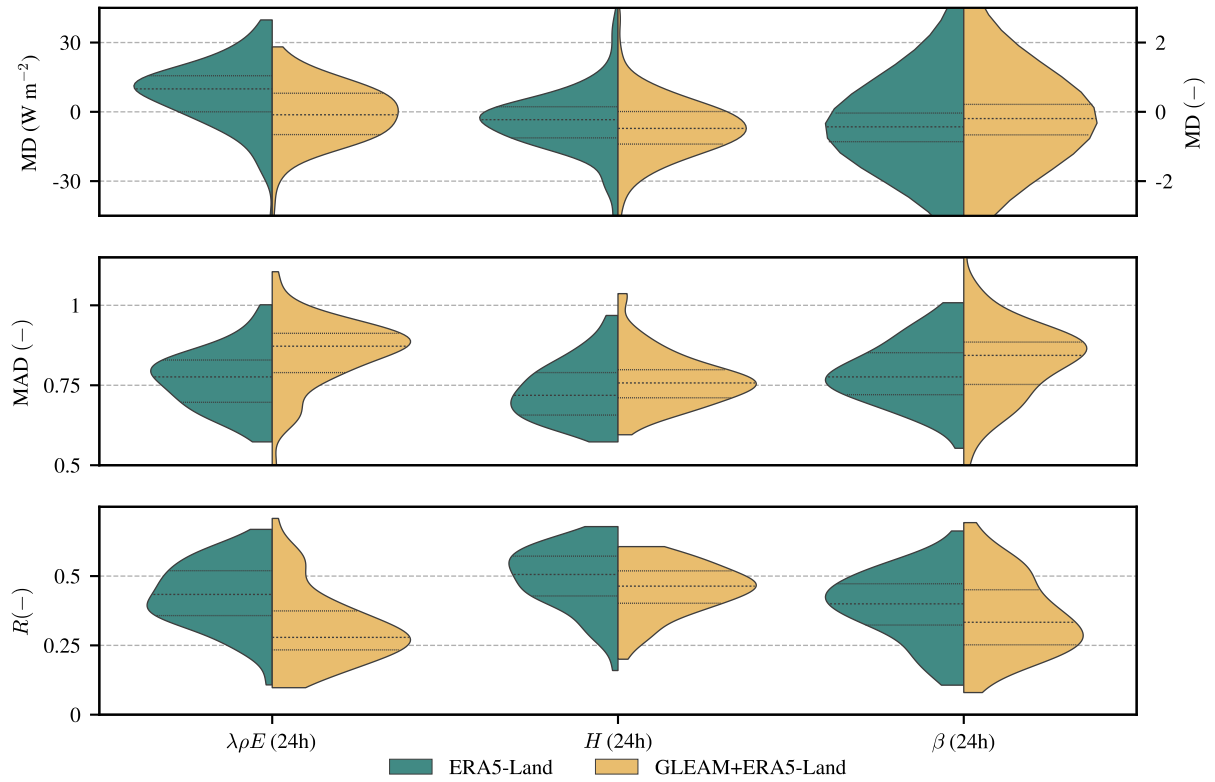 30
0
-30
MD (W m⁻²)
2
0
-2
MD (−)
1
0.75
0.5
MAD (−)
0.5
0.25
0
R(−)
λρE (24h)
H (24h)
β (24h)
ERA5-Land
GLEAM+ERA5-Land